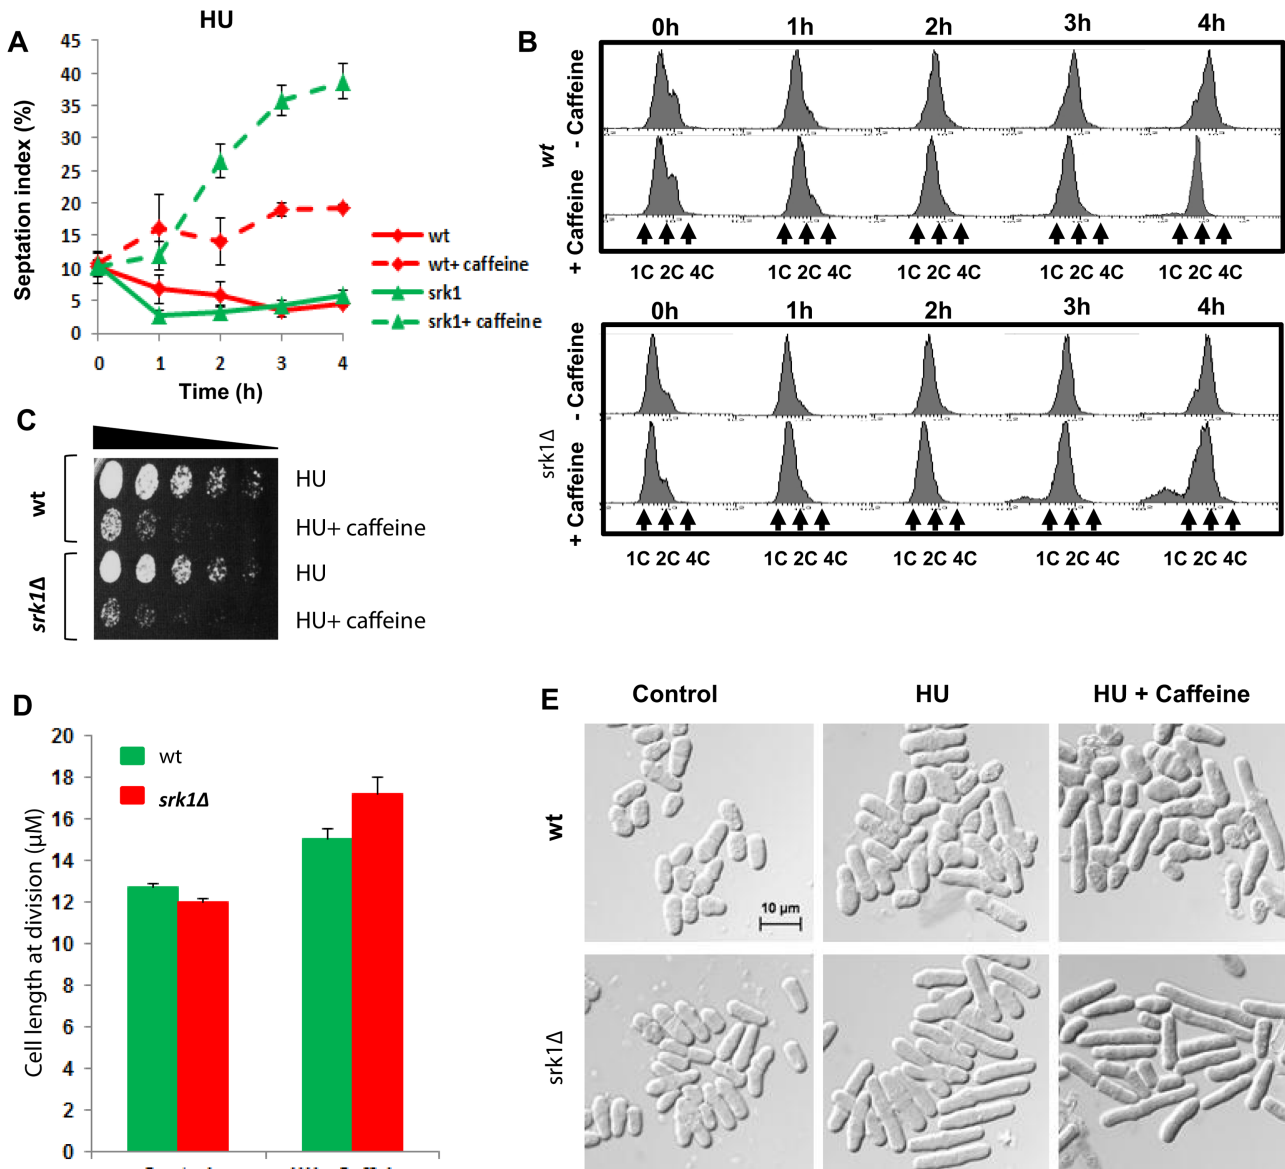 A
HU
Septation index (%)
45
40
35
30
25
20
15
10
5
0
0 1 2 3 4
Time (h)
wt
wt+ caffeine
srk1
srk1+ caffeine
B
0h 1h 2h 3h 4h
wt
- Caffeine
+ Caffeine
1C 2C 4C 1C 2C 4C 1C 2C 4C 1C 2C 4C 1C 2C 4C
0h 1h 2h 3h 4h
srk1Δ
- Caffeine
+ Caffeine
1C 2C 4C 1C 2C 4C 1C 2C 4C 1C 2C 4C 1C 2C 4C
C
wt
HU
HU+ caffeine
srk1Δ
HU
HU+ caffeine
D
Cell length at division (µM)
20
18
16
14
12
10
8
6
4
2
0
wt
srk1Δ
E
Control HU HU + Caffeine
wt
10 µm
srk1Δ